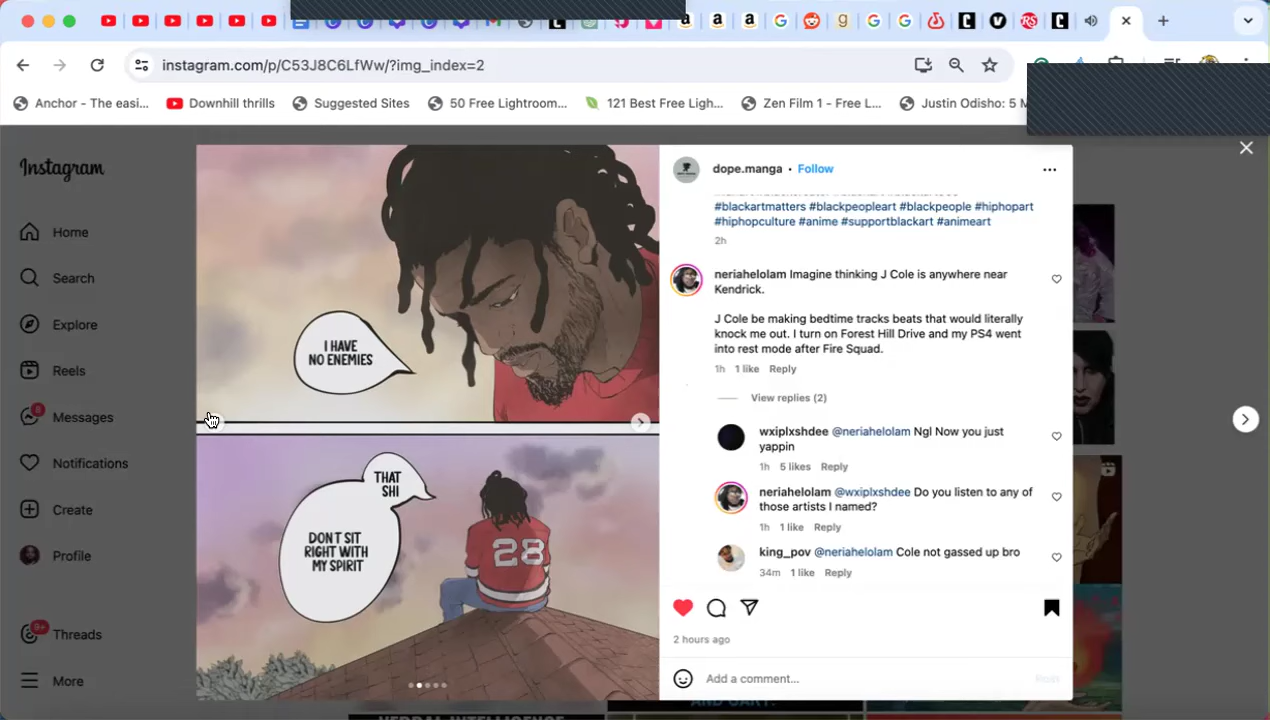 instagram.com/p/C53J8C6LfWw/?img_index=2
Anchor - The easi...
Downhill thrills
Suggested Sites
50 Free Lightroom...
121 Best Free Ligh...
Zen Film 1 - Free L...
Justin Odisho: 5 M
Instagram
Home
Search
Explore
Reels
8
Messages
Notifications
Create
Profile
9+
Threads
More
I HAVE
NO ENEMIES
THAT
SHI
DON'T SIT
RIGHT WITH
MY SPIRIT
28
dope.manga • Follow
#blackartmatters #blackpeopleart #blackpeople #hiphopart
#hiphopculture #anime #supportblackart #animeart
2h
neriahelolam Imagine thinking J Cole is anywhere near
Kendrick.
J Cole be making bedtime tracks beats that would literally
knock me out. I turn on Forest Hill Drive and my PS4 went
into rest mode after Fire Squad.
1h 1 like Reply
View replies (2)
wxiplxshdee @neriahelolam Ngl Now you just
yappin
1h 5 likes Reply
neriahelolam @wxiplxshdee Do you listen to any of
those artists I named?
1h 1 like Reply
king_pov @neriahelolam Cole not gassed up bro
34m 1 like Reply
2 hours ago
Add a comment...
Post